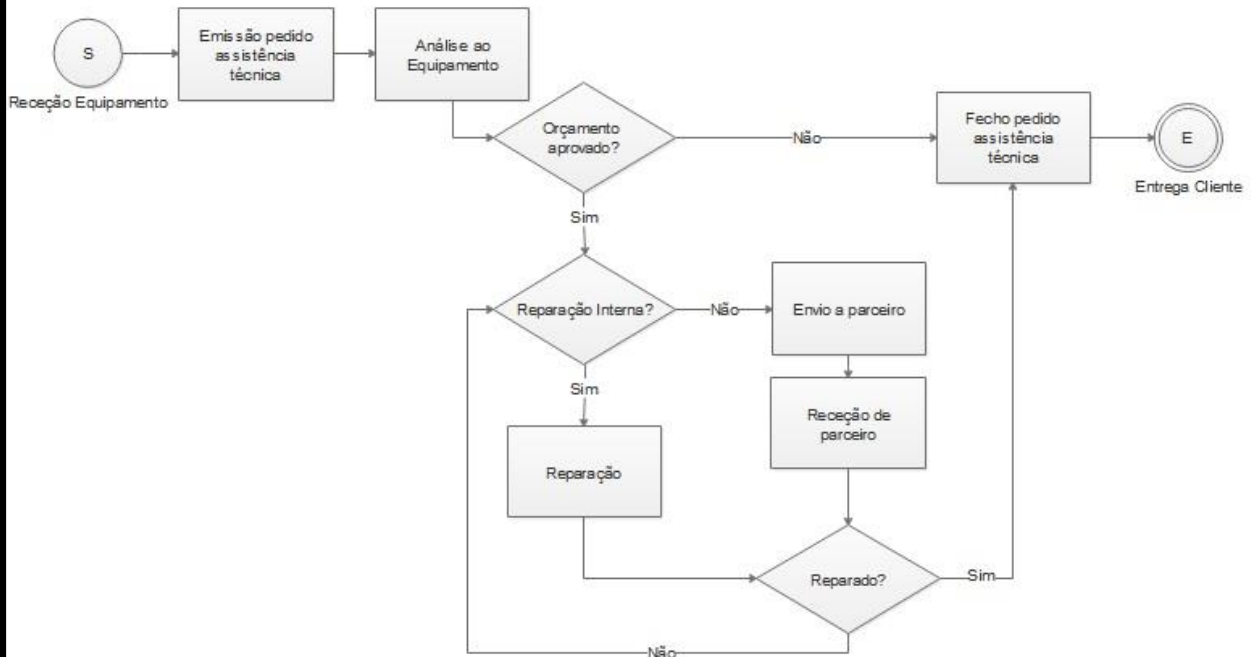 S
Receção Equipamento
Emissão pedido
assistência
técnica
Análise ao
Equipamento
Orçamento
aprovado?
Não
Fecho pedido
assistência
técnica
E
Entrega Cliente
Sim
Reparação Interna?
Não
Envio a parceiro
Sim
Receção de
parceiro
Reparação
Reparado?
Sim
Não